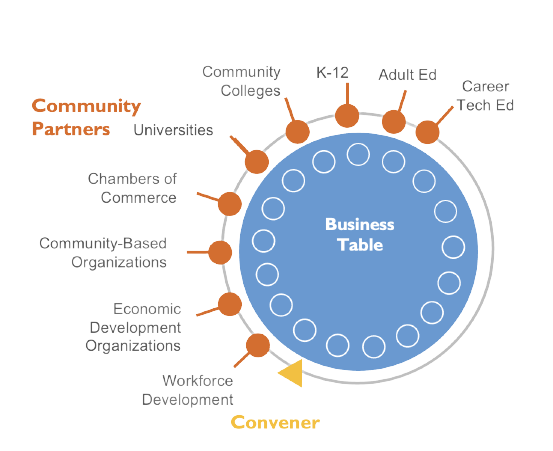 Community
Colleges
K-12
Adult Ed
Career
Tech Ed
Community
Partners
Universities
Chambers of
Commerce
Business
Table
Community-Based
Organizations
Economic
Development
Organizations
Workforce
Development
Convener